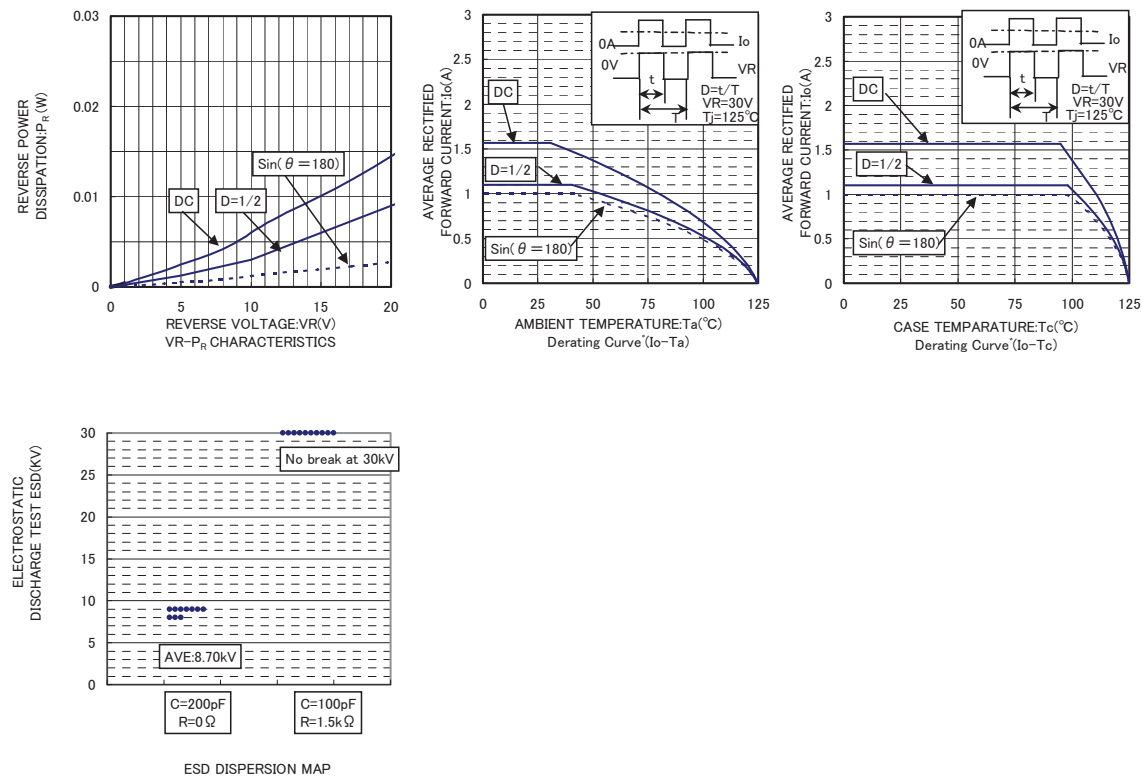 0.03
0.02
0.01
0
0 5 10 15 20
REVERSE POWER
DISSIPATION:PR (W)
Sin(θ=180)
DC
D=1/2
REVERSE VOLTAGE:VR(V)
VR-PR CHARACTERISTICS
3
2.5
2
1.5
1
0.5
0
0 25 50 75 100 125
AVERAGE RECTIFIED
FORWARD CURRENT:Io(A)
0A
Io
0V
VR
t
T
D=t/T
VR=30V
Tj=125℃
DC
D=1/2
Sin(θ=180)
AMBIENT TEMPERATURE:Ta(℃)
Derating Curve"(Io-Ta)
3
2.5
2
1.5
1
0.5
0
0 25 50 75 100 125
AVERAGE RECTIFIED
FORWARD CURRENT:Io(A)
0A
Io
0V
VR
t
T
D=t/T
VR=30V
Tj=125℃
DC
D=1/2
Sin(θ=180)
CASE TEMPARATURE:Tc(℃)
Derating Curve"(Io-Tc)
30
25
20
15
10
5
0
ELECTROSTATIC
DISCHARGE TEST ESD(KV)
No break at 30kV
AVE:8.70kV
C=200pF
R=0Ω
C=100pF
R=1.5kΩ
ESD DISPERSION MAP